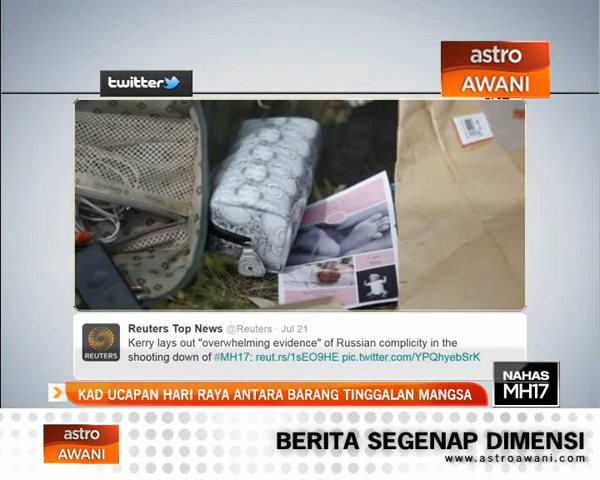 twitter
astro
AWANI
Reuters Top News @Reuters · Jul 21
Kerry lays out "overwhelming evidence" of Russian complicity in the
shooting down of #MH17: reut.rs/1sEO9HE pic.twitter.com/YPQhyebSrK
REUTERS
KAD UCAPAN HARI RAYA ANTARA BARANG TINGGALAN MANGSA
NAHAS
MH17
astro
AWANI
BERITA SEGENAP DIMENSI
www.astroawani.com